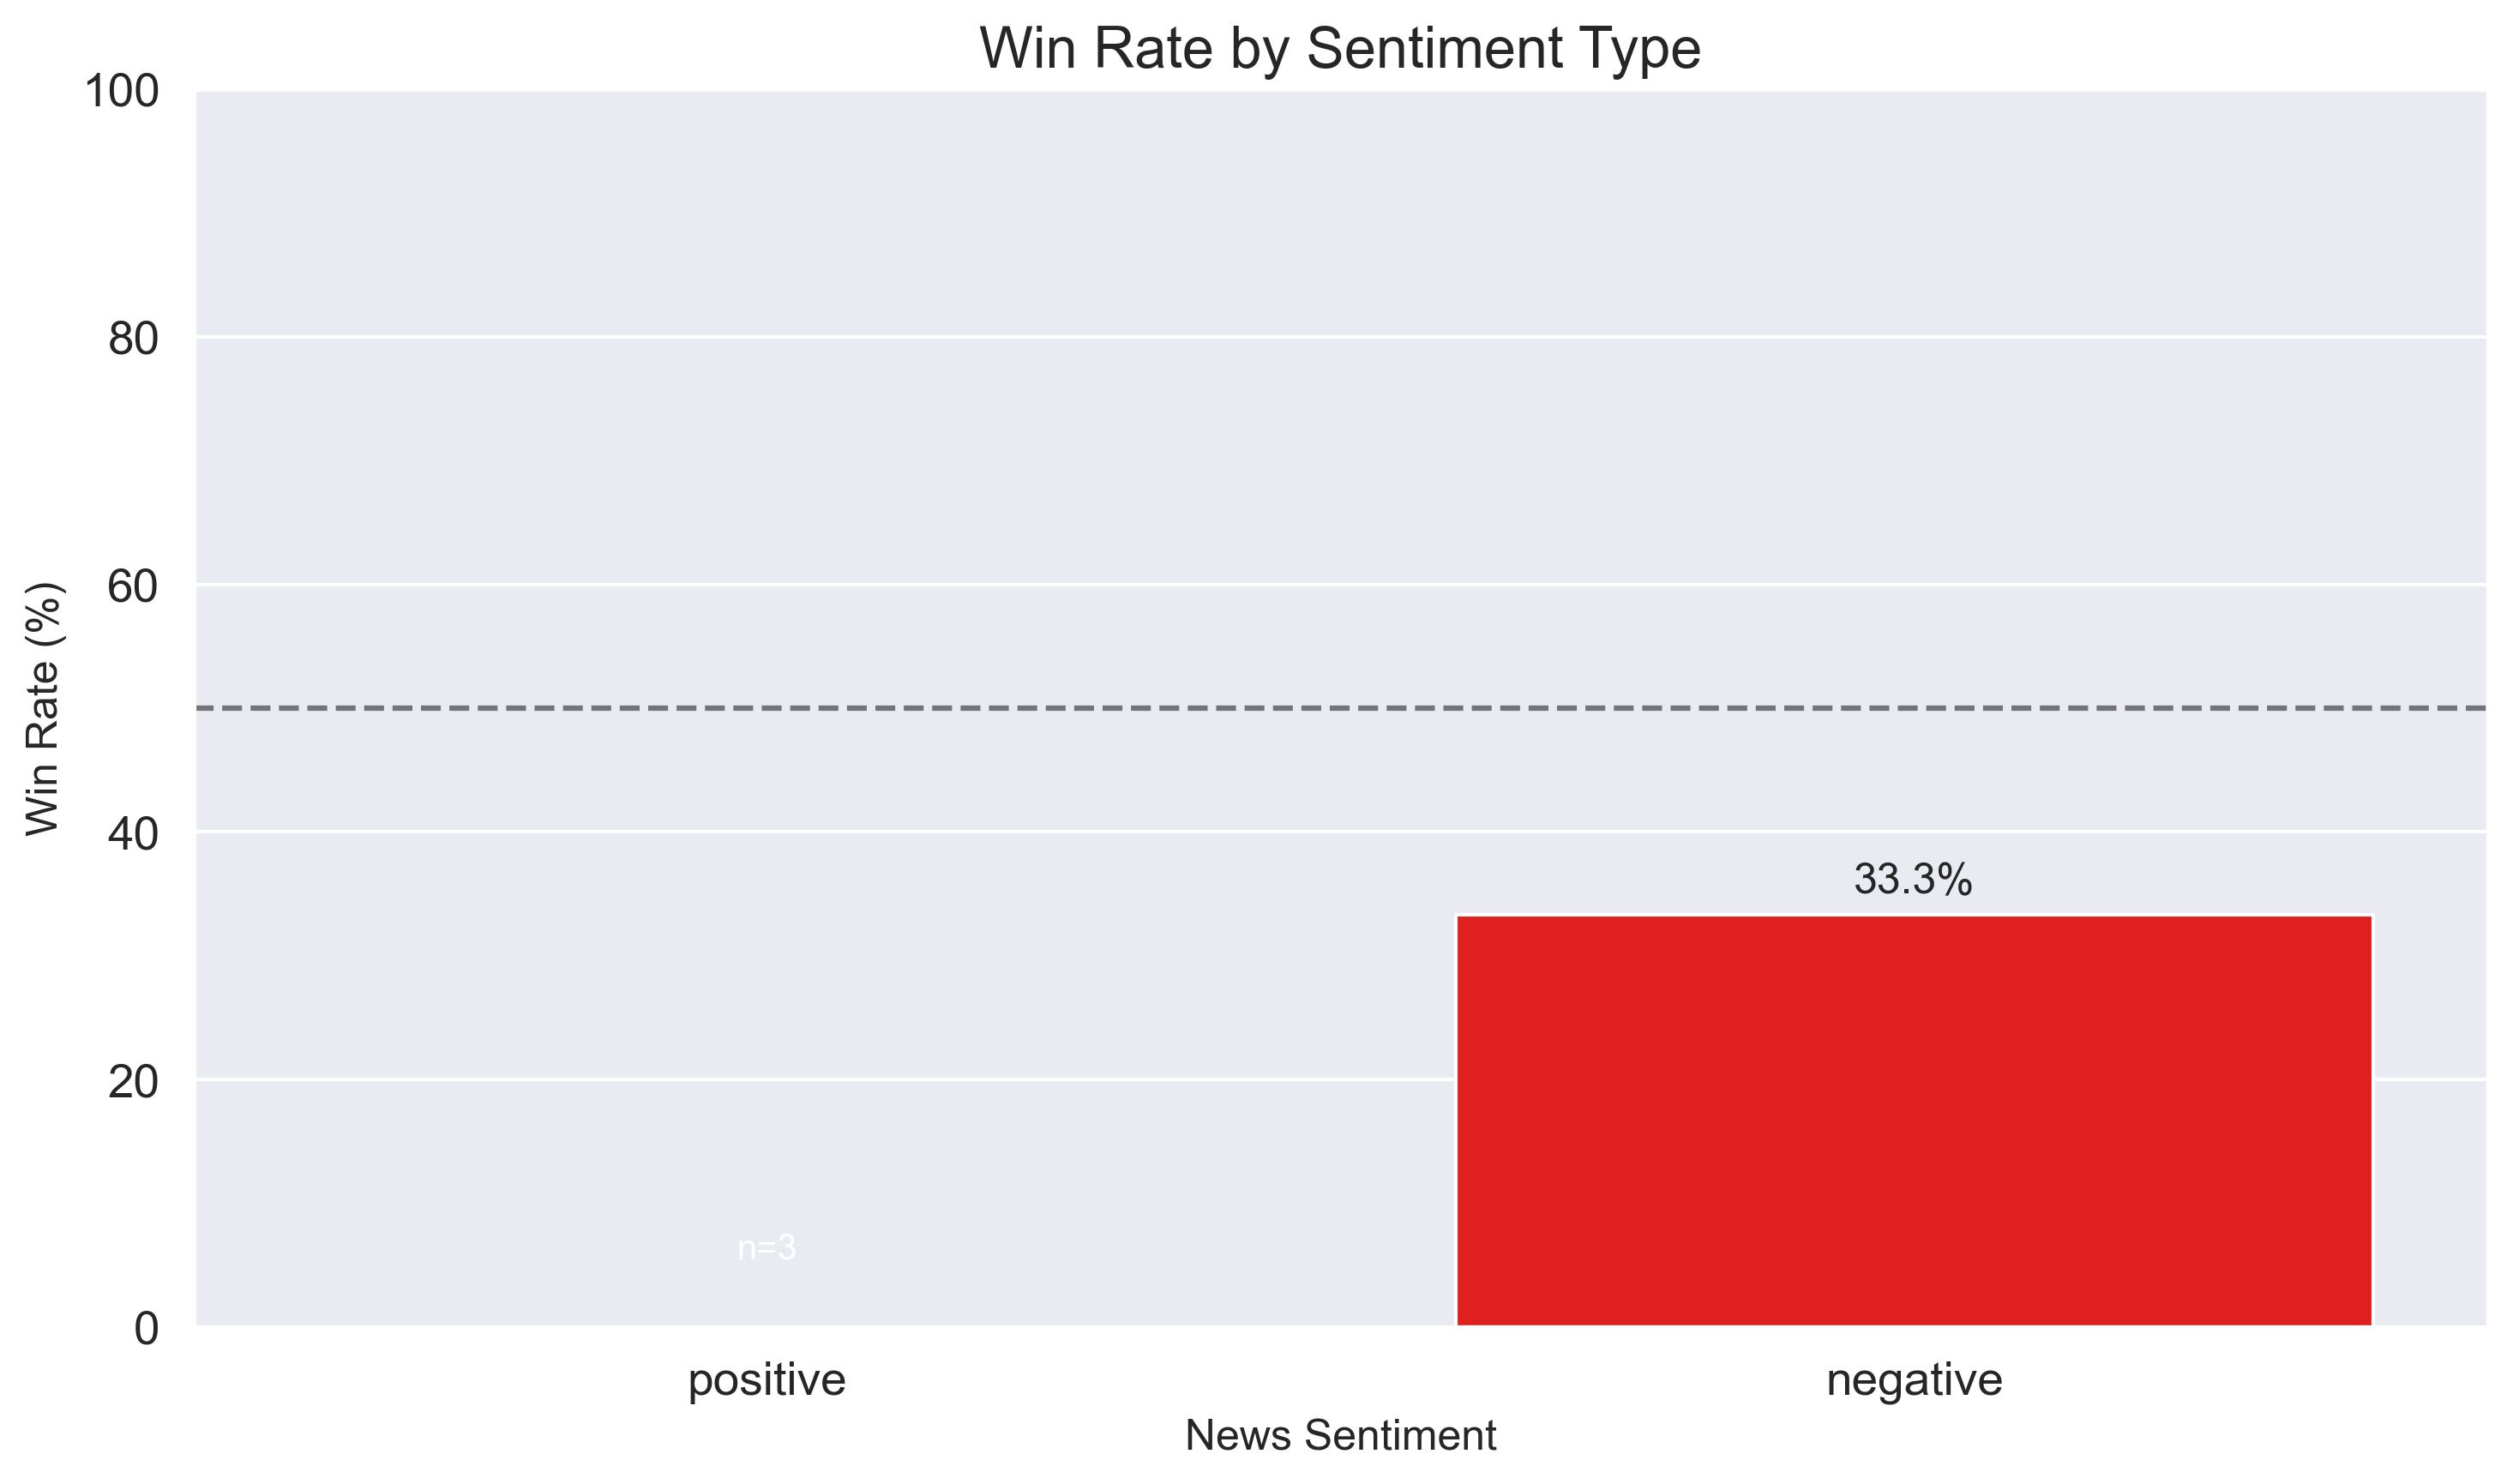 Win Rate by Sentiment Type
100
80
60
40
20
0
Win Rate (%)
33.3%
n=3
positive
negative
News Sentiment